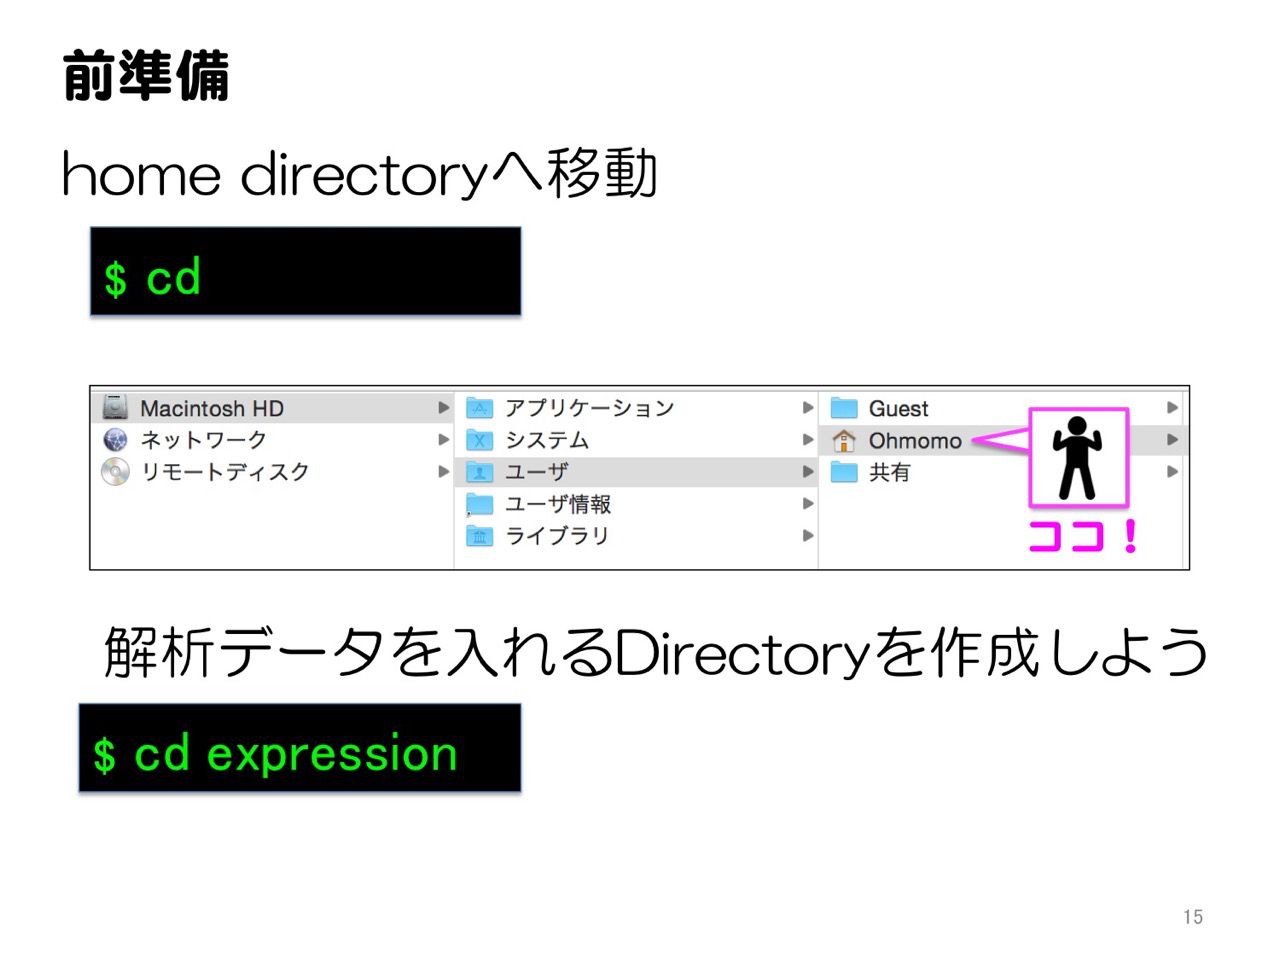 前準備
home directoryへ移動
$ cd
Macintosh HD
ネットワーク
リモートディスク
アプリケーション
システム
ユーザ
ユーザ情報
ライブラリ
Guest
Ohmomo
共有
ココ！
解析データを入れるDirectoryを作成しよう
$ cd expression
15